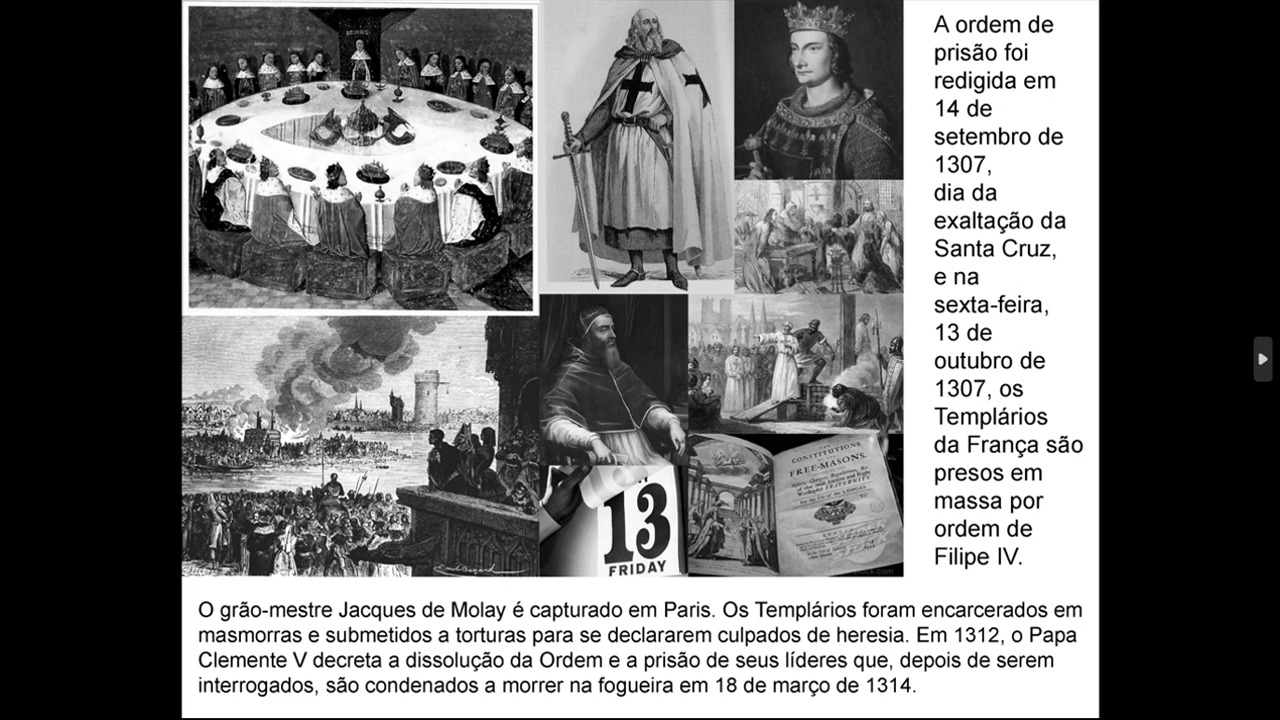 A ordem de
prisão foi
redigida em
14 de
setembro de
1307,
dia da
exaltação da
Santa Cruz,
e na
sexta-feira,
13 de
outubro de
1307, os
Templários
da França são
presos em
massa por
ordem de
Filipe IV.
CONSTITUTIONS
FREE-MASONS.
13
FRIDAY
O grão-mestre Jacques de Molay é capturado em Paris. Os Templários foram encarcerados em
masmorras e submetidos a torturas para se declararem culpados de heresia. Em 1312, o Papa
Clemente V decreta a dissolução da Ordem e a prisão de seus líderes que, depois de serem
interrogados, são condenados a morrer na fogueira em 18 de março de 1314.